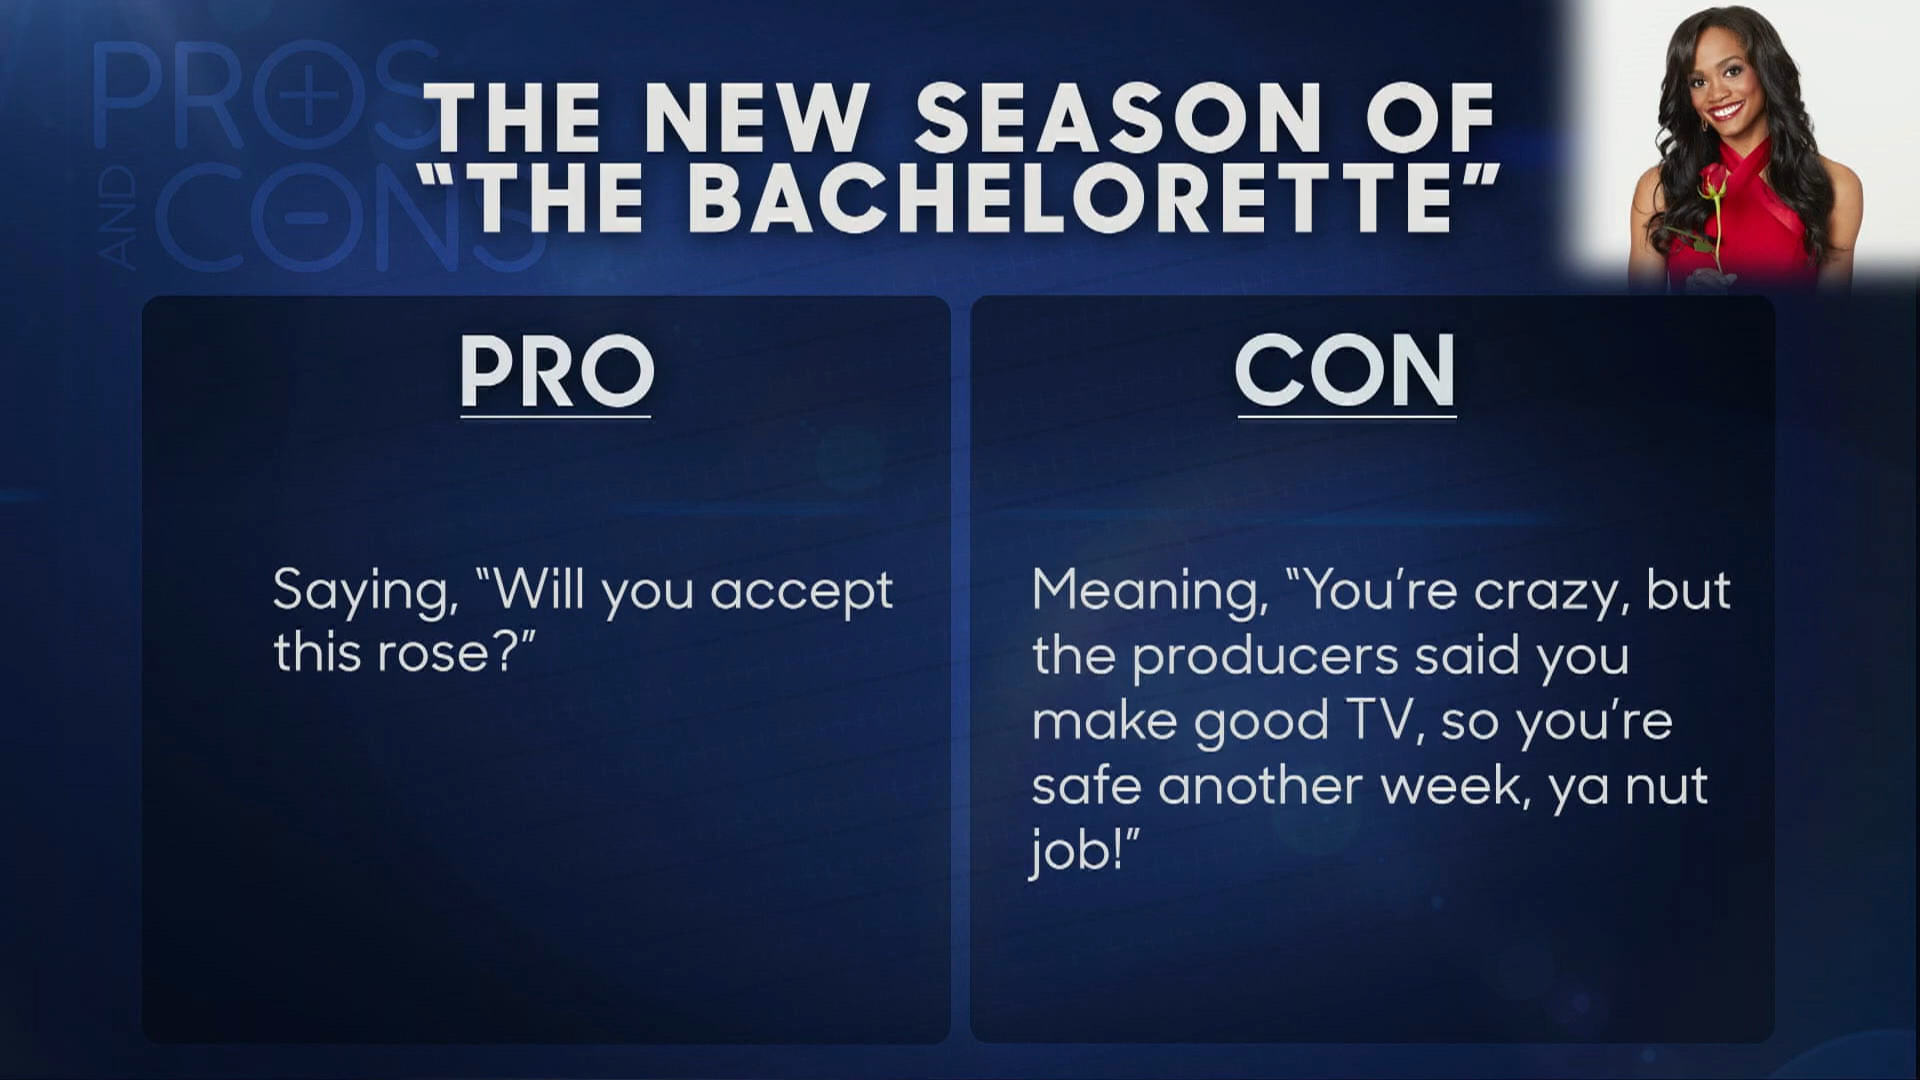 PROS
AND
CONS
THE NEW SEASON OF
“THE BACHELORETTE”
PRO
Saying, “Will you accept
this rose?”
CON
Meaning, “You’re crazy, but
the producers said you
make good TV, so you’re
safe another week, ya nut
job!”